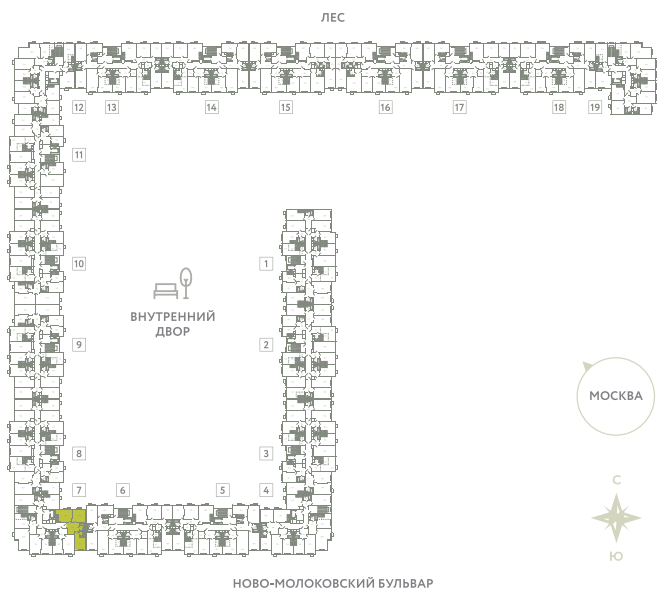 ЛЕС
12 13 14 15 16 17 18 19
11
10 1
ВНУТРЕННИЙ
ДВОР
9 2
МОСКВА
8 3
С
7 6 5 4
Ю
НОВО-МОЛОКОВСКИЙ БУЛЬВАР